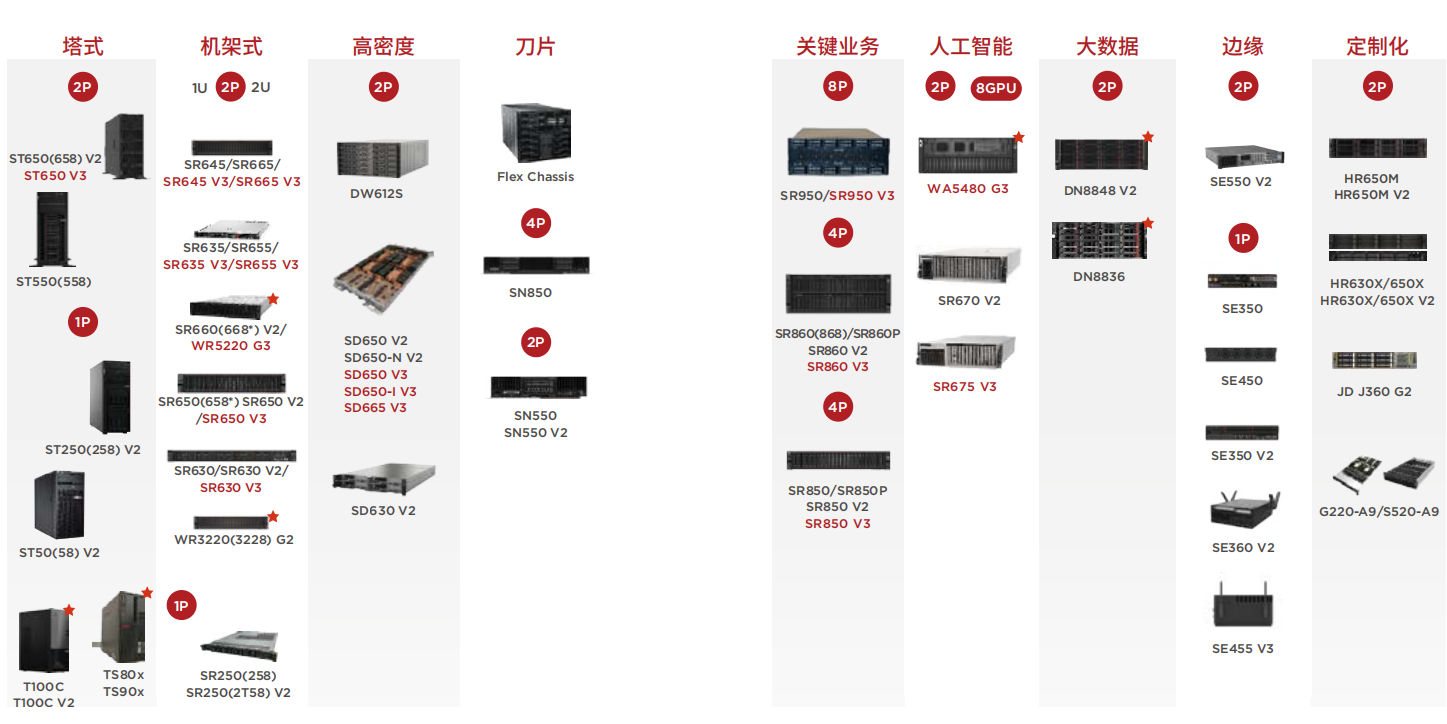 塔式
2P
ST650(658) V2
ST650 V3
ST550(558)
1P
ST250(258) V2
ST50(58) V2
T100C
T100C V2
TS80x
TS90x
机架式
1U 2P 2U
SR645/SR665/
SR645 V3/SR665 V3
SR635/SR655/
SR635 V3/SR655 V3
SR660(668*) V2/
WR5220 G3
SR650(658*) SR650 V2
/SR650 V3
SR630/SR630 V2/
SR630 V3
WR3220(3228) G2
1P
SR250(258)
SR250(2T58) V2
高密度
2P
DW612S
SD650 V2
SD650-N V2
SD650 V3
SD650-I V3
SD665 V3
SD630 V2
刀片
Flex Chassis
4P
SN850
2P
SN550
SN550 V2
关键业务
8P
SR950/SR950 V3
4P
SR860(868)/SR860P
SR860 V2
SR860 V3
4P
SR850/SR850P
SR850 V2
SR850 V3
人工智能
2P 8GPU
WA5480 G3
SR670 V2
SR675 V3
大数据
2P
DN8848 V2
DN8836
边缘
2P
SE550 V2
1P
SE350
SE450
SE350 V2
SE360 V2
SE455 V3
定制化
2P
HR650M
HR650M V2
HR630X/650X
HR630X/650X V2
JD J360 G2
G220-A9/S520-A9